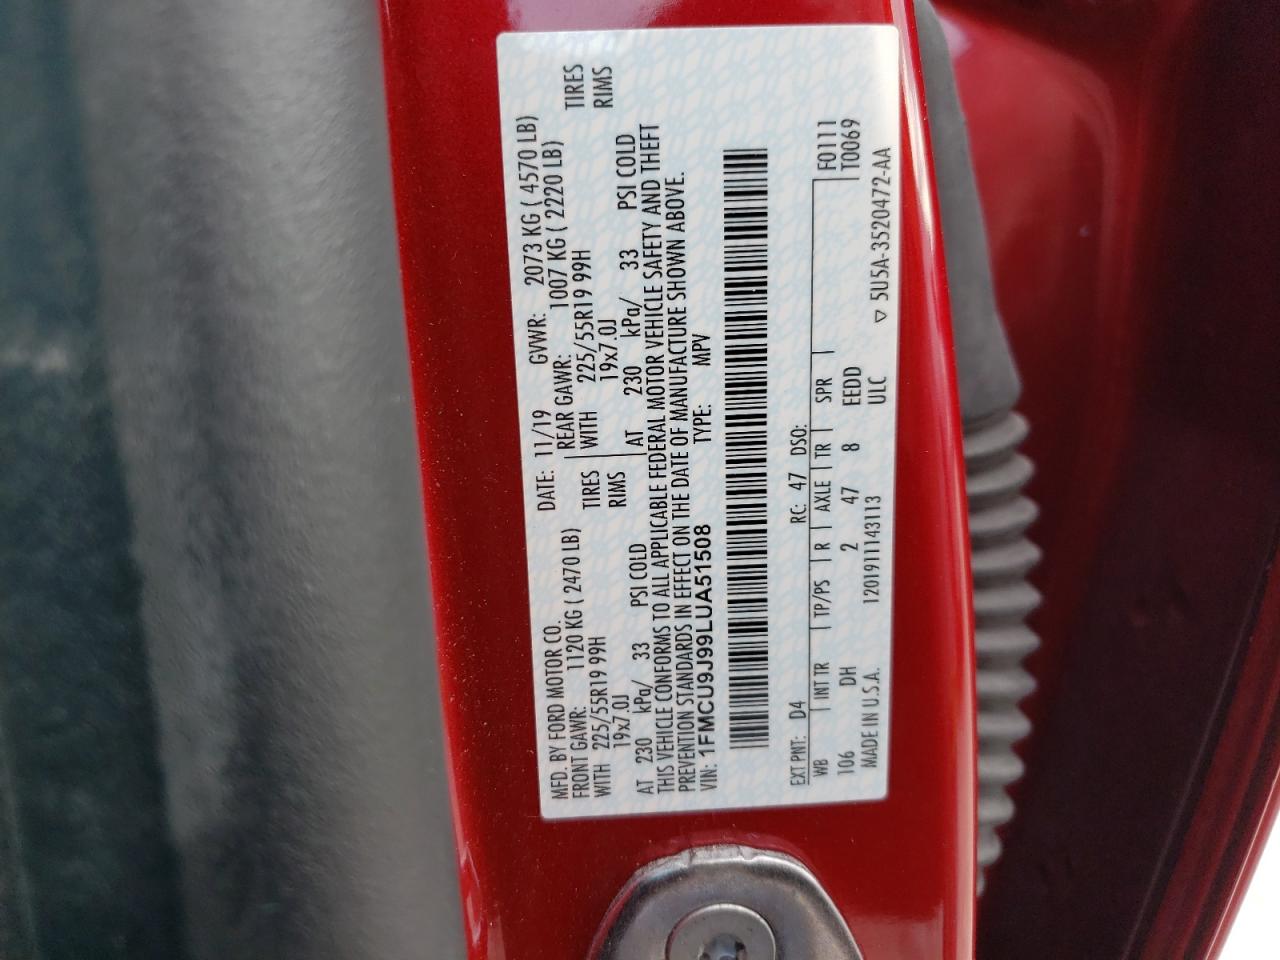 MFD. BY FORD MOTOR CO. DATE: 11/19 GVWR: 2073 KG ( 4570 LB)
FRONT GAWR: 1120 KG ( 2470 LB) REAR GAWR: 1007 KG ( 2220 LB)
WITH 225/55R19 99H TIRES WITH 225/55R19 99H TIRES
19x7.0J RIMS 19x7.0J RIMS
AT 230 kPa/ 33 PSI COLD AT 230 kPa/ 33 PSI COLD
THIS VEHICLE CONFORMS TO ALL APPLICABLE FEDERAL MOTOR VEHICLE SAFETY AND THEFT
PREVENTION STANDARDS IN EFFECT ON THE DATE OF MANUFACTURE SHOWN ABOVE.
VIN: 1FMCU9J99LUA51508 TYPE: MPV
EXT PNT: D4 RC: 47 DSO: F0111
WB INT TR TP/PS R AXLE TR SPR T0069
106 DH 2 47 8 EEDD
MADE IN U.S.A. 1201911143113 ULC ▽ 5U5A-3520472-AA